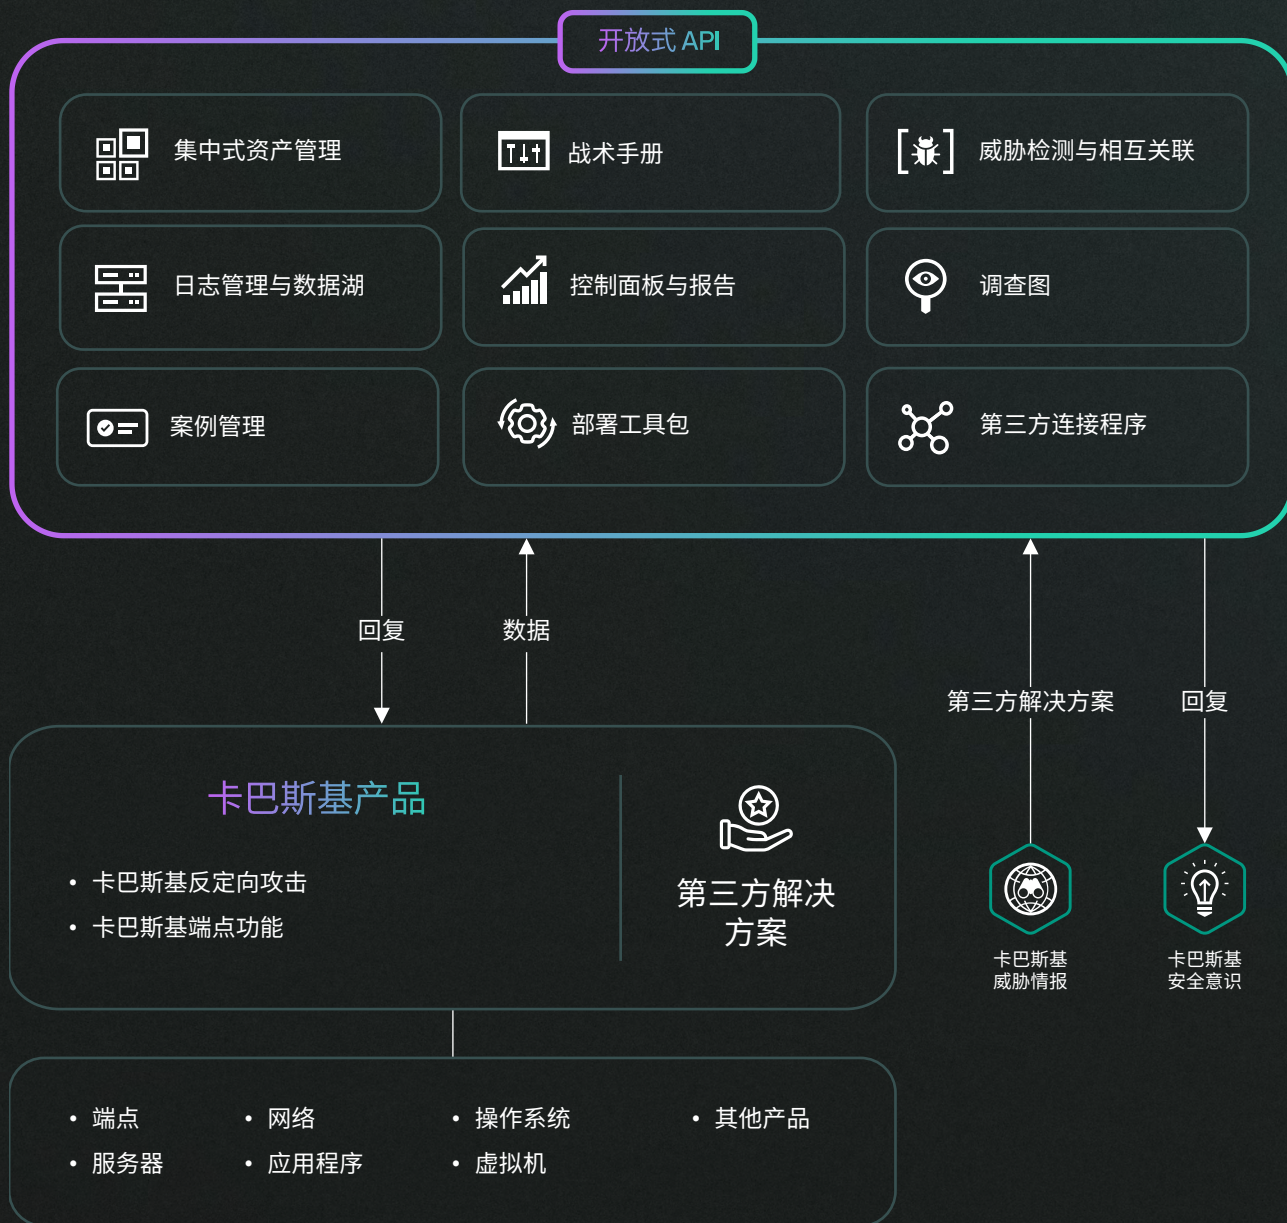 开放式 API
集中式资产管理
战术手册
威胁检测与相互关联
日志管理与数据湖
控制面板与报告
调查图
案例管理
部署工具包
第三方连接程序
回复
数据
第三方解决方案
回复
卡巴斯基产品
• 卡巴斯基反定向攻击
• 卡巴斯基端点功能
第三方解决
方案
卡巴斯基
威胁情报
卡巴斯基
安全意识
• 端点
• 网络
• 操作系统
• 其他产品
• 服务器
• 应用程序
• 虚拟机